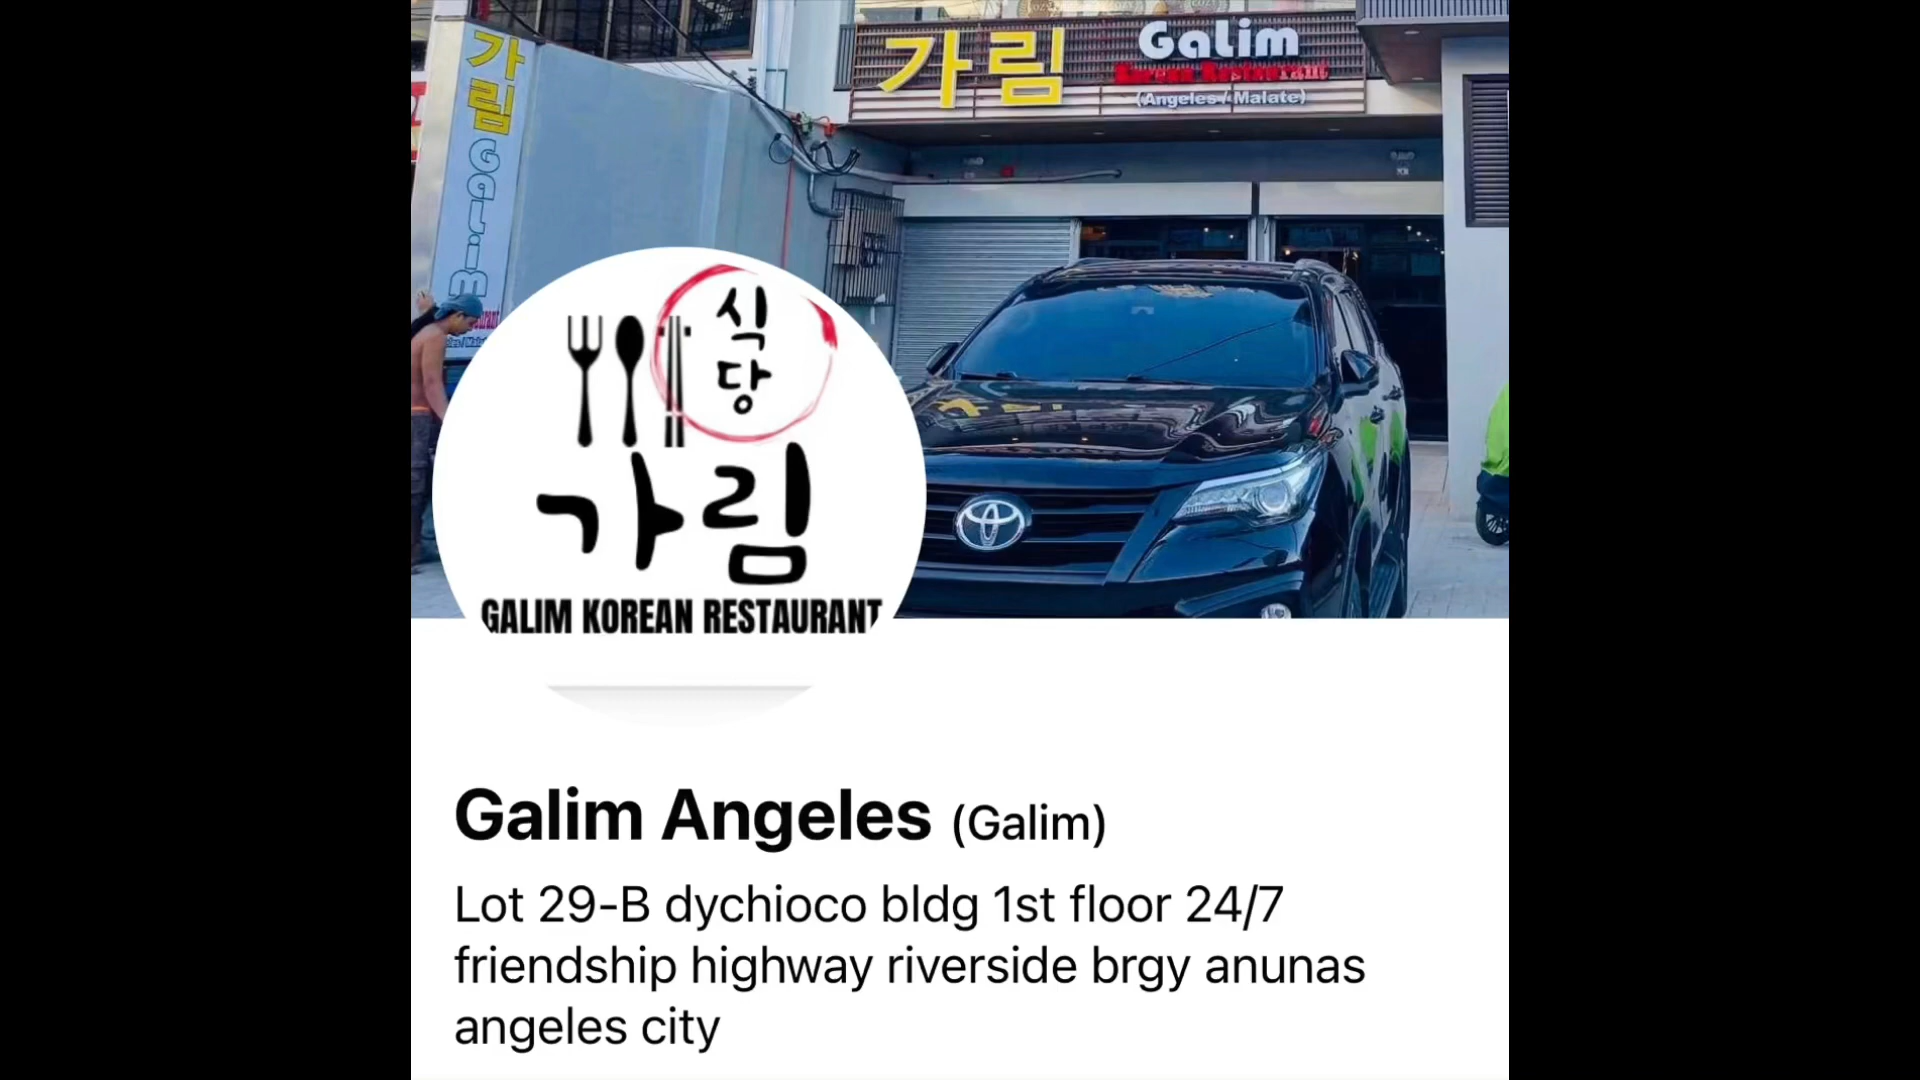 가림
Galim
Korean Restaurant
(Angeles / Malate)
가림
Galim
식당
가림
GALIM KOREAN RESTAURANT
Galim Angeles (Galim)
Lot 29-B dychioco bldg 1st floor 24/7
friendship highway riverside brgy anunas
angeles city